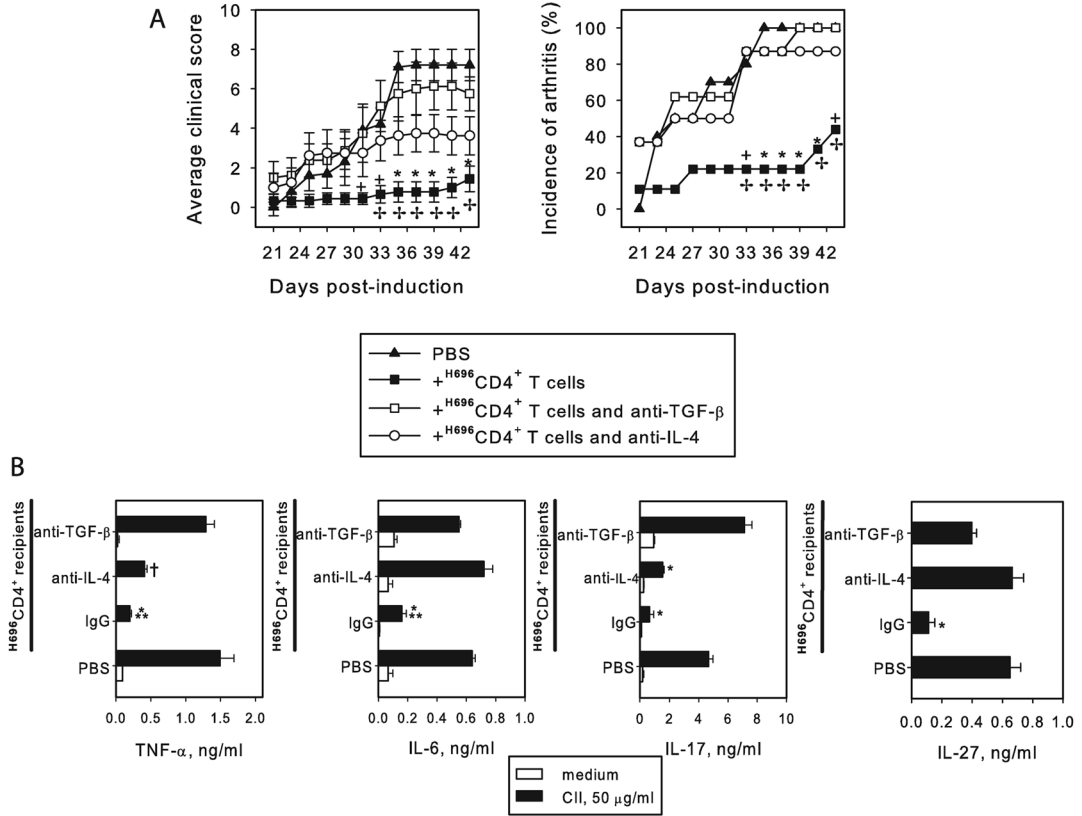 A
Average clinical score
10
8
6
4
2
0
+ + * * * * *
‡ ‡ ‡ ‡ ‡ ‡
21 24 27 30 33 36 39 42
Days post-induction
Incidence of arthritis (%)
100
80
60
40
20
0
+ * * * * +
‡ ‡ ‡ ‡ ‡
21 24 27 30 33 36 39 42
Days post-induction
PBS
+H696CD4+ T cells
+H696CD4+ T cells and anti-TGF-β
+H696CD4+ T cells and anti-IL-4
B
H696CD4+ recipients
anti-TGF-β
anti-IL-4 †
IgG * **
PBS
0.0 0.5 1.0 1.5 2.0
TNF-α, ng/ml
H696CD4+ recipients
anti-TGF-β
anti-IL-4
IgG * **
PBS
0.0 0.2 0.4 0.6 0.8 1.0
IL-6, ng/ml
H696CD4+ recipients
anti-TGF-β
anti-IL-4 *
IgG *
PBS
0 2 4 6 8 10
IL-17, ng/ml
H696CD4+ recipients
anti-TGF-β
anti-IL-4
IgG *
PBS
0.0 0.2 0.4 0.6 0.8 1.0
IL-27, ng/ml
medium
CII, 50 μg/ml